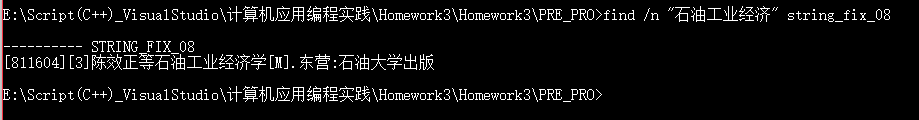 E:\Script(C++)_VisualStudio\计算机应用编程实践\Homework3\Homework3\PRE_PRO>find /n "石油工业经济" string_fix_08
---------- STRING_FIX_08
[811604][3]陈效正等石油工业经济学[M].东营:石油大学出版
E:\Script(C++)_VisualStudio\计算机应用编程实践\Homework3\Homework3\PRE_PRO>